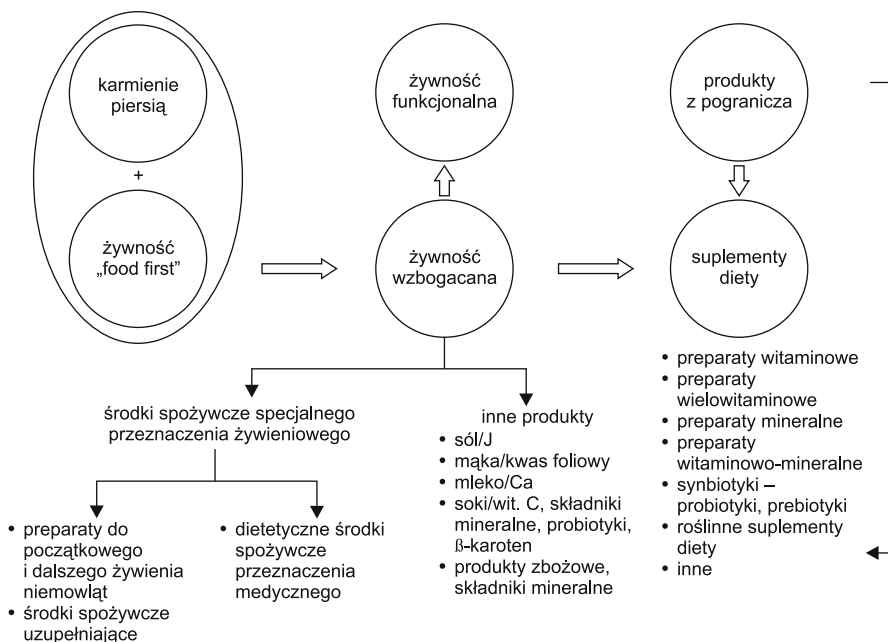 karmienie
piersią
+
żywność
„food first”
żywność
funkcjonalna
żywność
wzbogacana
produkty
z pogranicza
suplementy
diety
środki spożywcze specjalnego
przeznaczenia żywieniowego
• preparaty do
początkowego
i dalszego żywienia
niemowląt
• środki spożywcze
uzupełniające
• dietetyczne środki
spożywcze
przeznaczenia
medycznego
inne produkty
• sól/J
• mąka/kwas foliowy
• mleko/Ca
• soki/wit. C, składniki
mineralne, probiotyki,
ß-karoten
• produkty zbożowe,
składniki mineralne
• preparaty witaminowe
• preparaty
wielowitaminowe
• preparaty mineralne
• preparaty
witaminowo-mineralne
• synbiotyki –
probiotyki, prebiotyki
• roślinne suplementy
diety
• inne